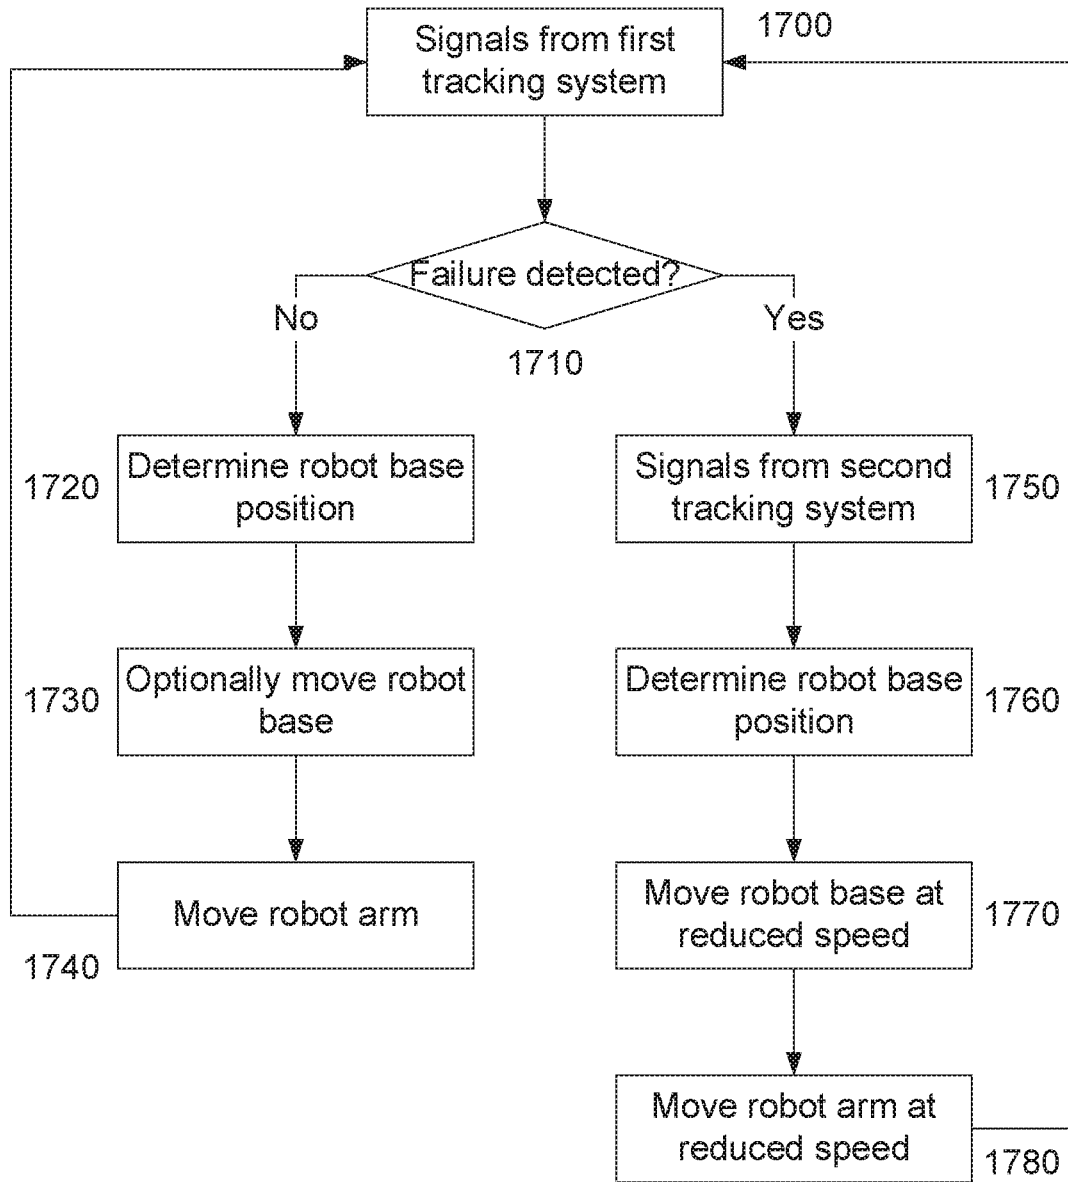 Signals from first
tracking system
1700
Failure detected?
No
Yes
1710
1720
Determine robot base
position
Signals from second
tracking system
1750
1730
Optionally move robot
base
Determine robot base
position
1760
Move robot arm
1740
Move robot base at
reduced speed
1770
Move robot arm at
reduced speed
1780